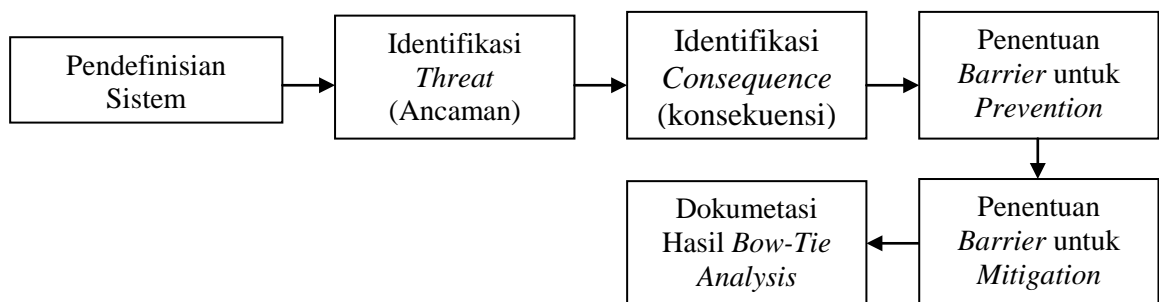 Pendefinisian
Sistem
Identifikasi
Threat
(Ancaman)
Identifikasi
Consequence
(konsekuensi)
Penentuan
Barrier untuk
Prevention
Penentuan
Barrier untuk
Mitigation
Dokumetasi
Hasil Bow-Tie
Analysis